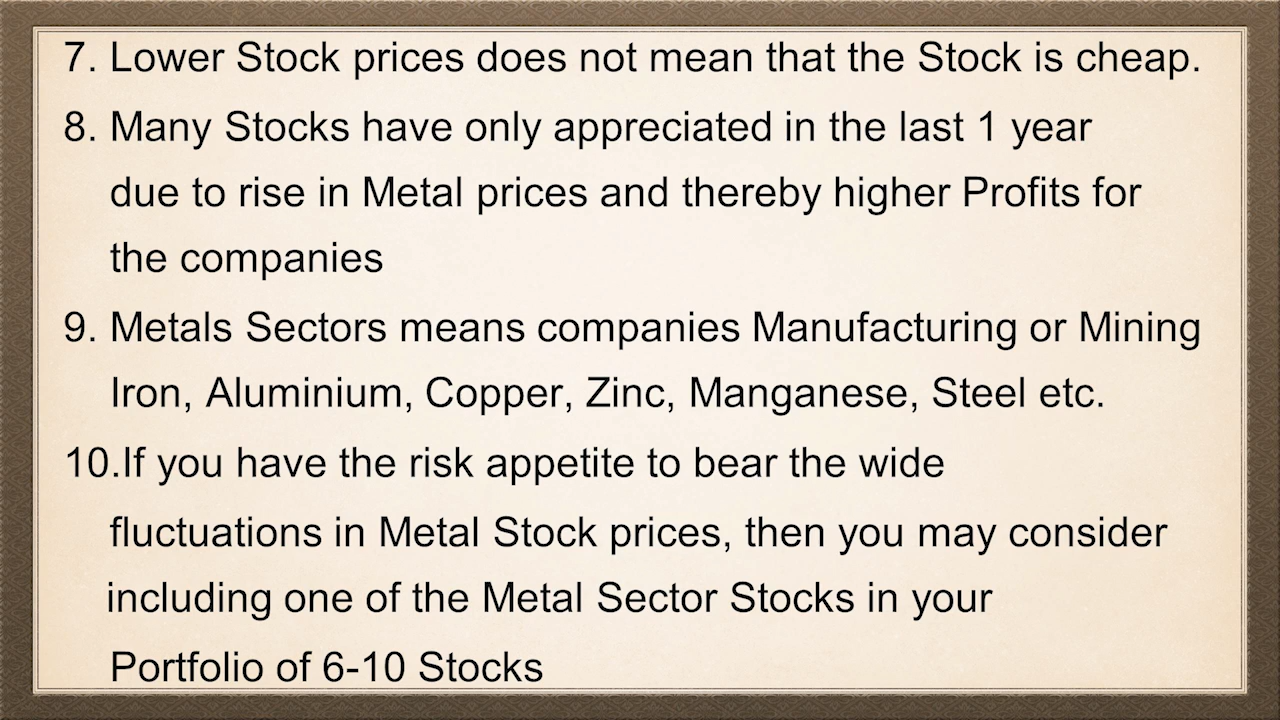 7. Lower Stock prices does not mean that the Stock is cheap.
8. Many Stocks have only appreciated in the last 1 year
due to rise in Metal prices and thereby higher Profits for
the companies
9. Metals Sectors means companies Manufacturing or Mining
Iron, Aluminium, Copper, Zinc, Manganese, Steel etc.
10.If you have the risk appetite to bear the wide
fluctuations in Metal Stock prices, then you may consider
including one of the Metal Sector Stocks in your
Portfolio of 6-10 Stocks